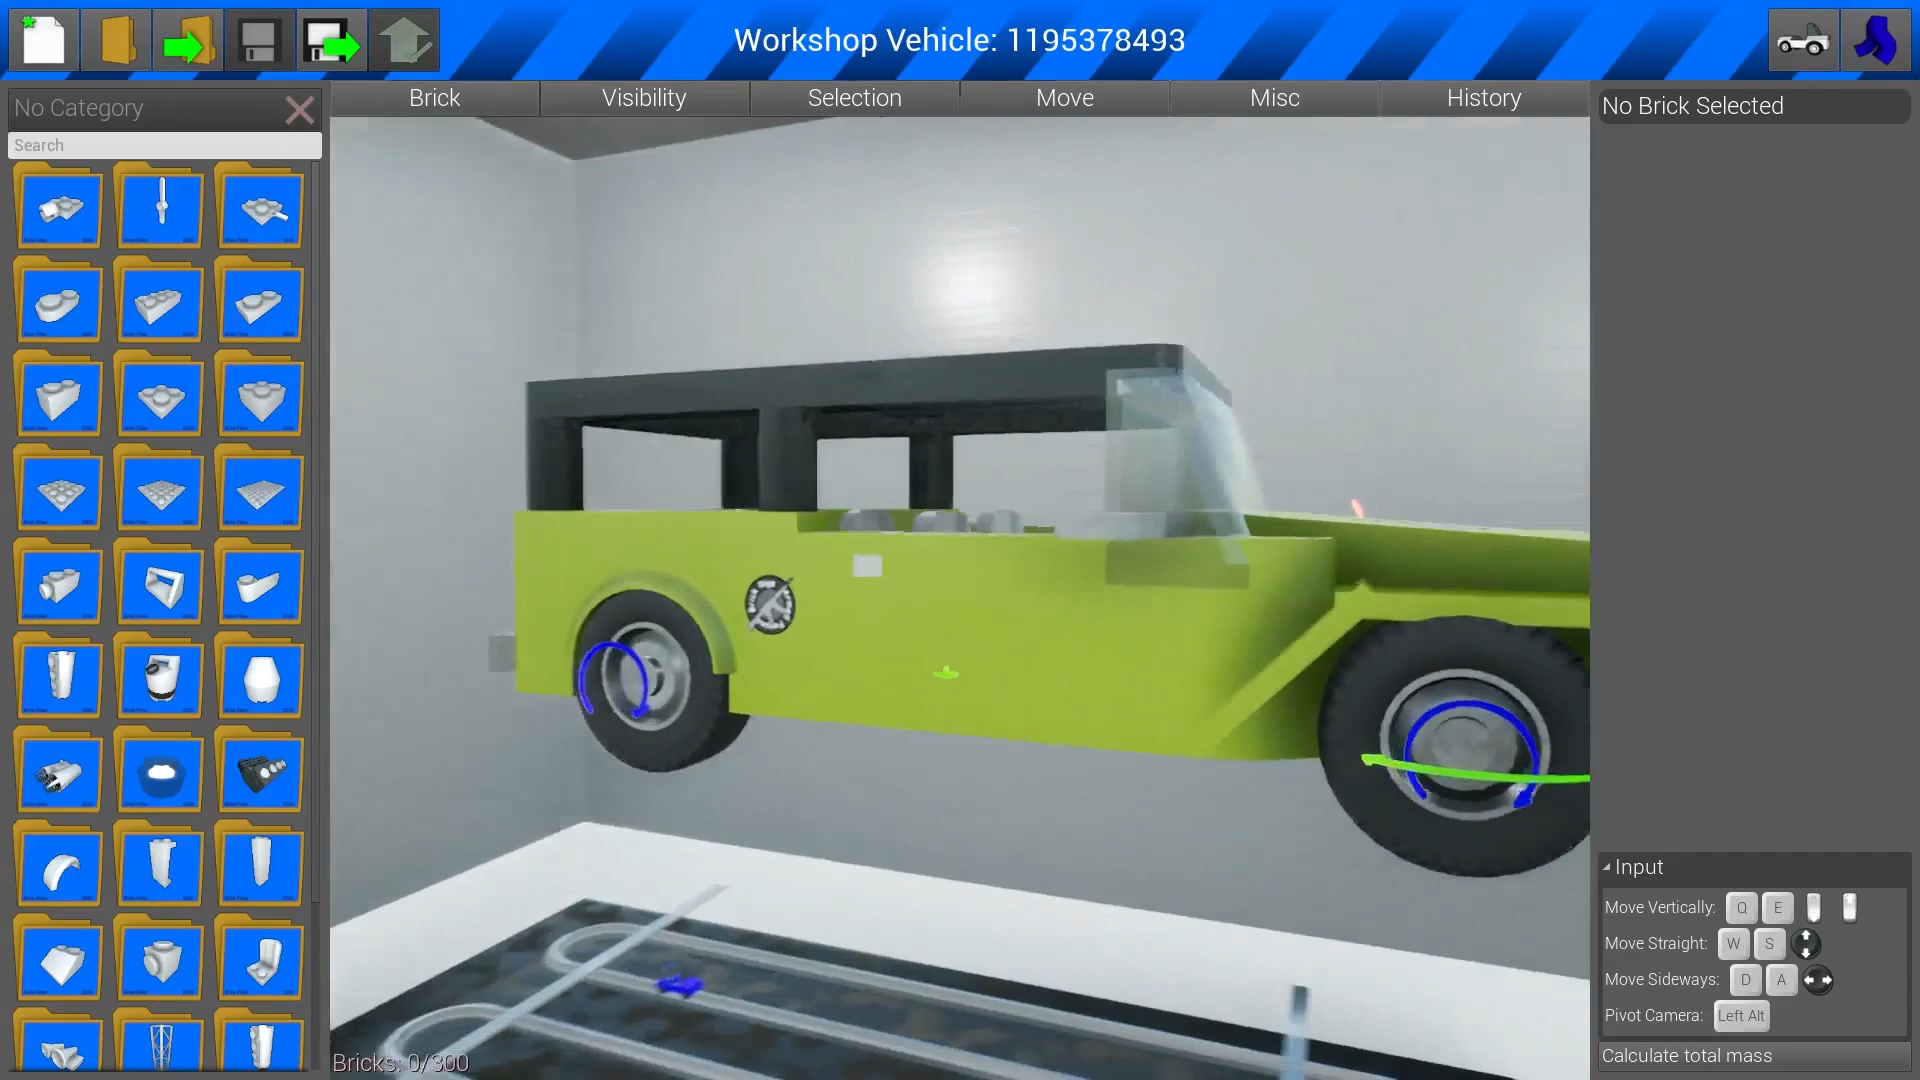 Workshop Vehicle: 1195378493
No Category
Search
Brick
Visibility
Selection
Move
Misc
History
No Brick Selected
Bricks: 0/300
Input
Move Vertically: Q E
Move Straight: W S
Move Sideways: D A
Pivot Camera: Left Alt
Calculate total mass